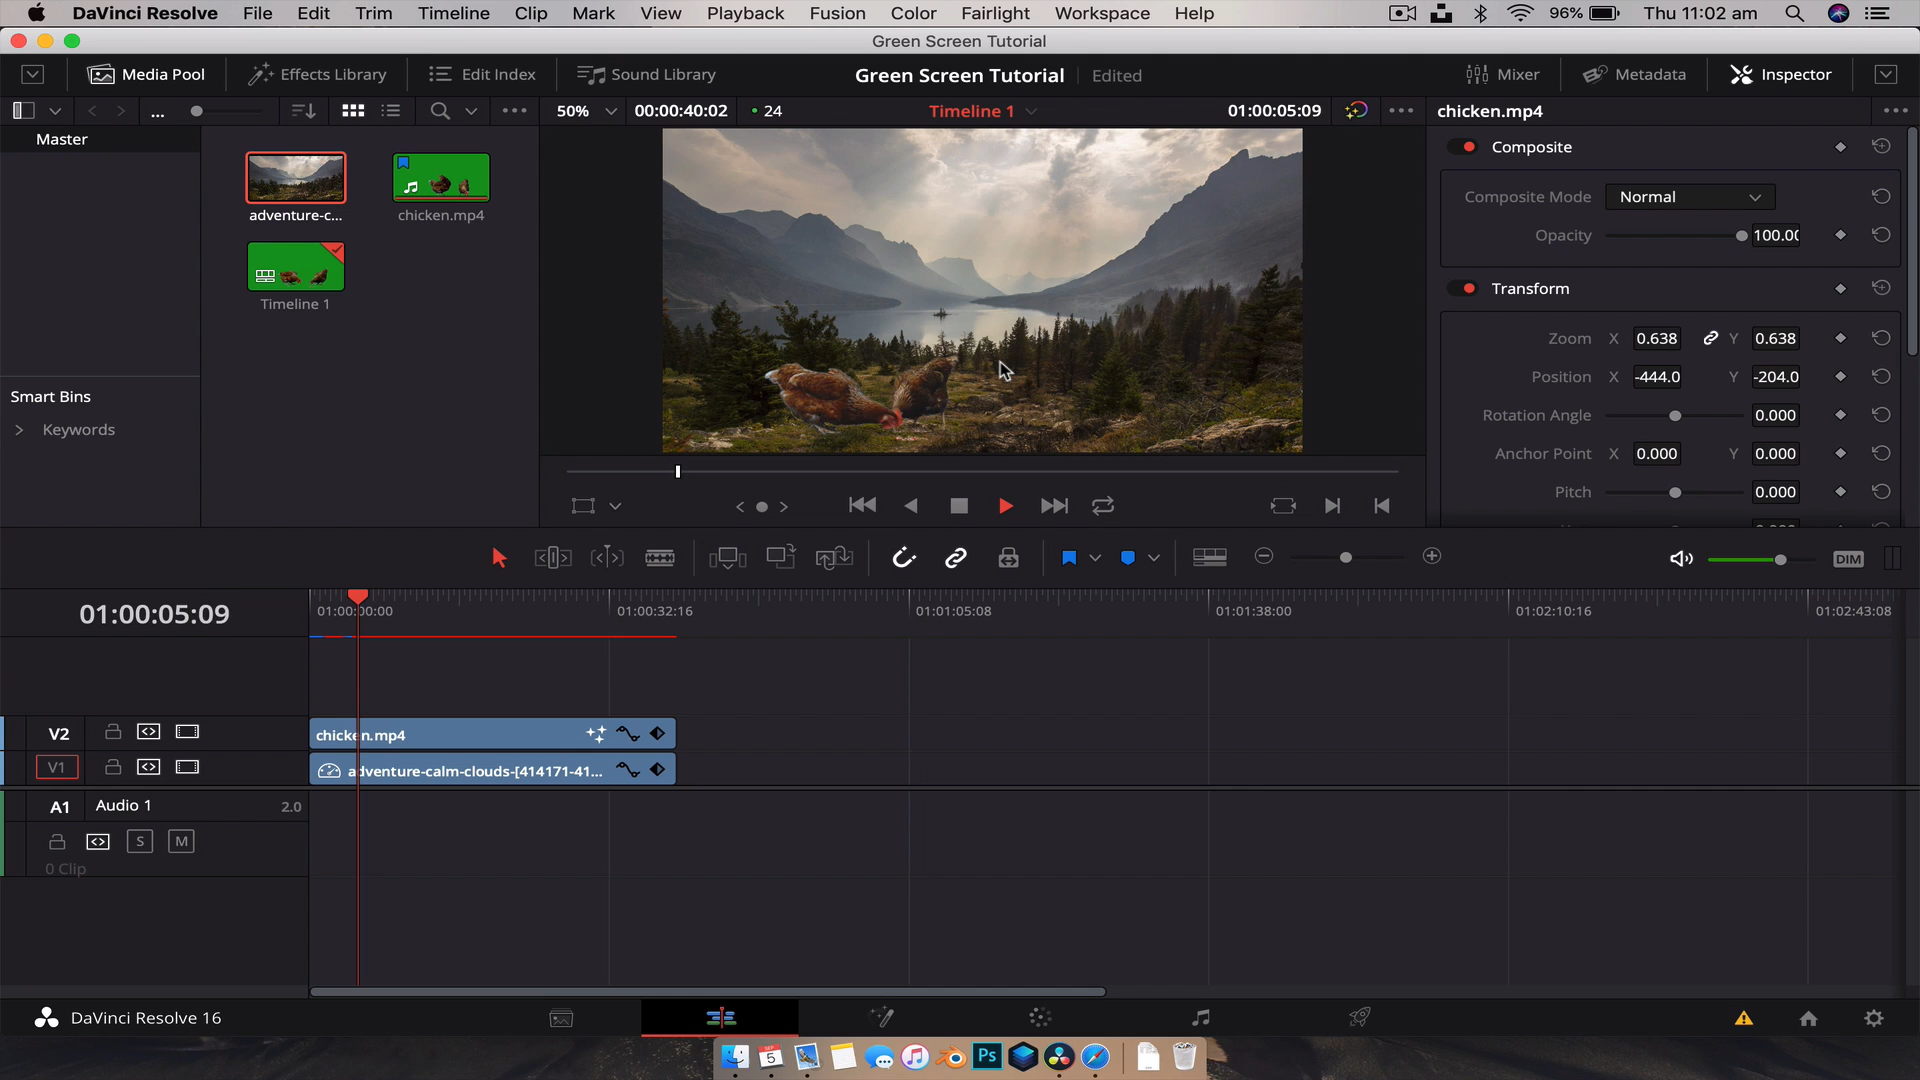 DaVinci Resolve File Edit Trim Timeline Clip Mark View Playback Fusion Color Fairlight Workspace Help 96% Thu 11:02 am
Green Screen Tutorial
Media Pool Effects Library Edit Index Sound Library Green Screen Tutorial Edited Mixer Metadata Inspector
... 50% 00:00:40:02 24 Timeline 1 01:00:05:09 chicken.mp4
Master
Composite
Composite Mode Normal
adventure-c... chicken.mp4
Opacity 100.00
Transform
Timeline 1
Zoom X 0.638 Y 0.638
Position X -444.0 Y -204.0
Smart Bins
Rotation Angle 0.000
Keywords
Anchor Point X 0.000 Y 0.000
Pitch 0.000
DIM
01:00:05:09 01:00:00:00 01:00:32:16 01:01:05:08 01:01:38:00 01:02:10:16 01:02:43:08
V2 chicken.mp4
V1 adventure-calm-clouds-[414171-41...
A1 Audio 1 2.0
S M
0 Clip
DaVinci Resolve 16
SEP
5
Ps